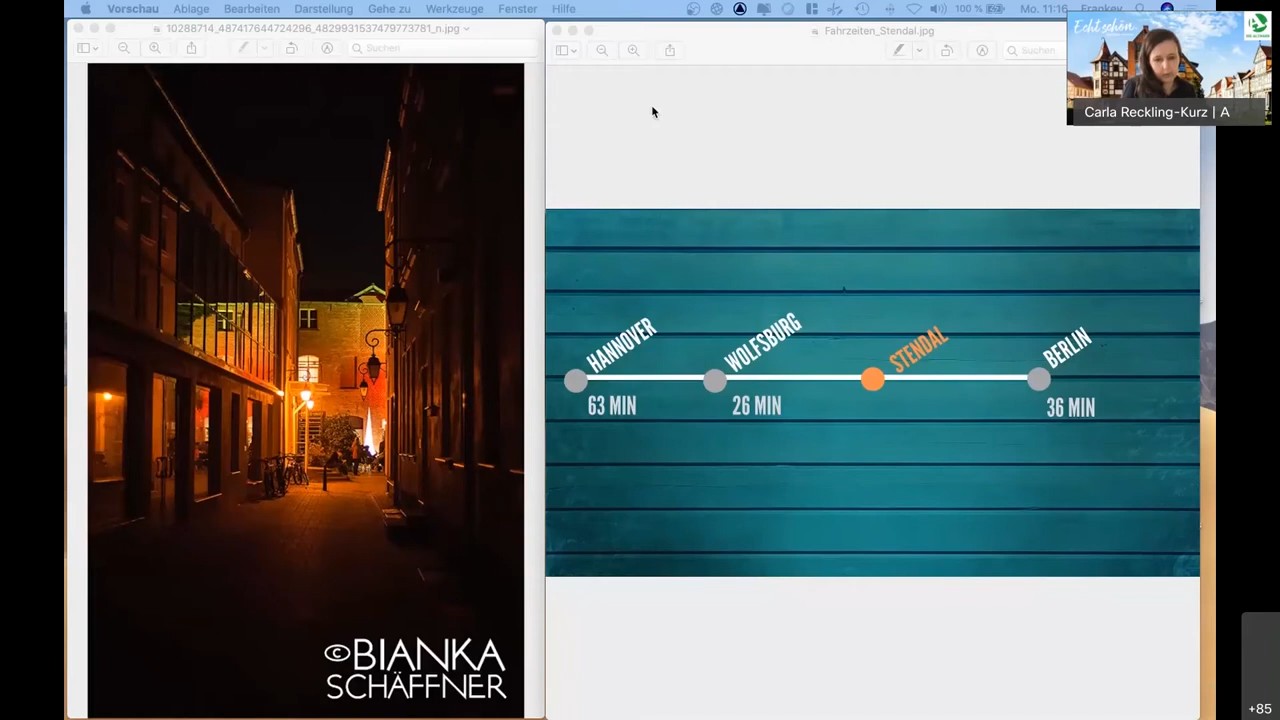 Vorschau Ablage Bearbeiten Darstellung Gehe zu Werkzeuge Fenster Hilfe 100 % Mo. 11:16 Frankey
10288714_487417644724296_4829931537479773781_n.jpg
Suchen
Fahrzeiten_Stendal.jpg
Suchen
Echt schön
Carla Reckling-Kurz | A
HANNOVER
WOLFSBURG
STENDAL
BERLIN
63 MIN
26 MIN
36 MIN
©BIANKA
SCHÄFFNER
+85